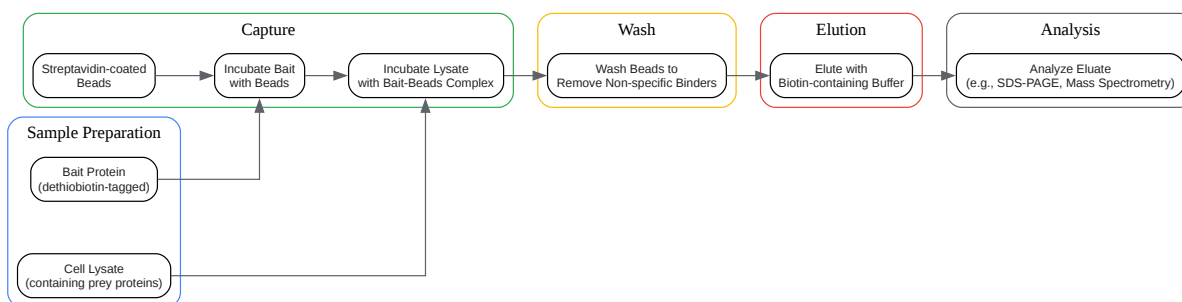 Capture
Streptavidin-coated
Beads
Incubate Bait
with Beads
Incubate Lysate
with Bait-Beads Complex
Wash
Wash Beads to
Remove Non-specific Binders
Elution
Elute with
Biotin-containing Buffer
Analysis
Analyze Eluate
(e.g., SDS-PAGE, Mass Spectrometry)
Sample Preparation
Bait Protein
(dethiobiotin-tagged)
Cell Lysate
(containing prey proteins)